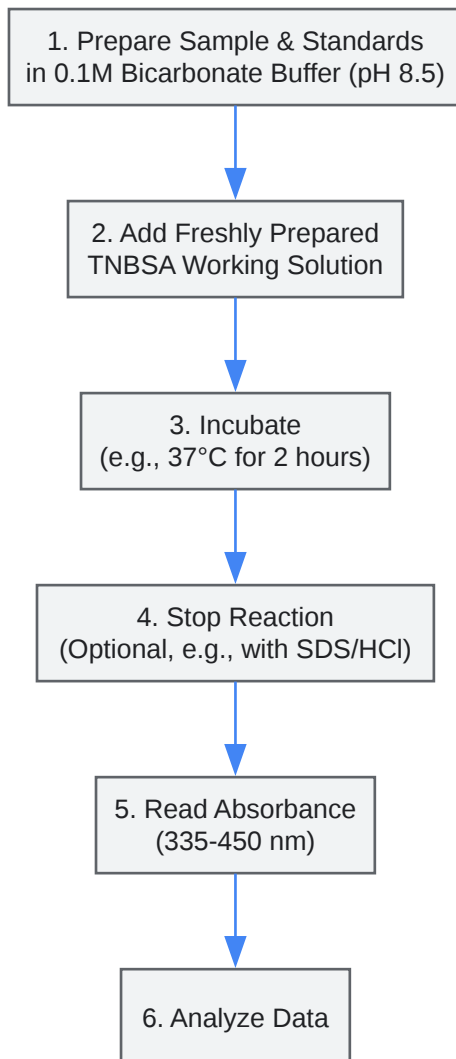 1. Prepare Sample & Standards
in 0.1M Bicarbonate Buffer (pH 8.5)
2. Add Freshly Prepared
TNBSA Working Solution
3. Incubate
(e.g., 37°C for 2 hours)
4. Stop Reaction
(Optional, e.g., with SDS/HCl)
5. Read Absorbance
(335-450 nm)
6. Analyze Data